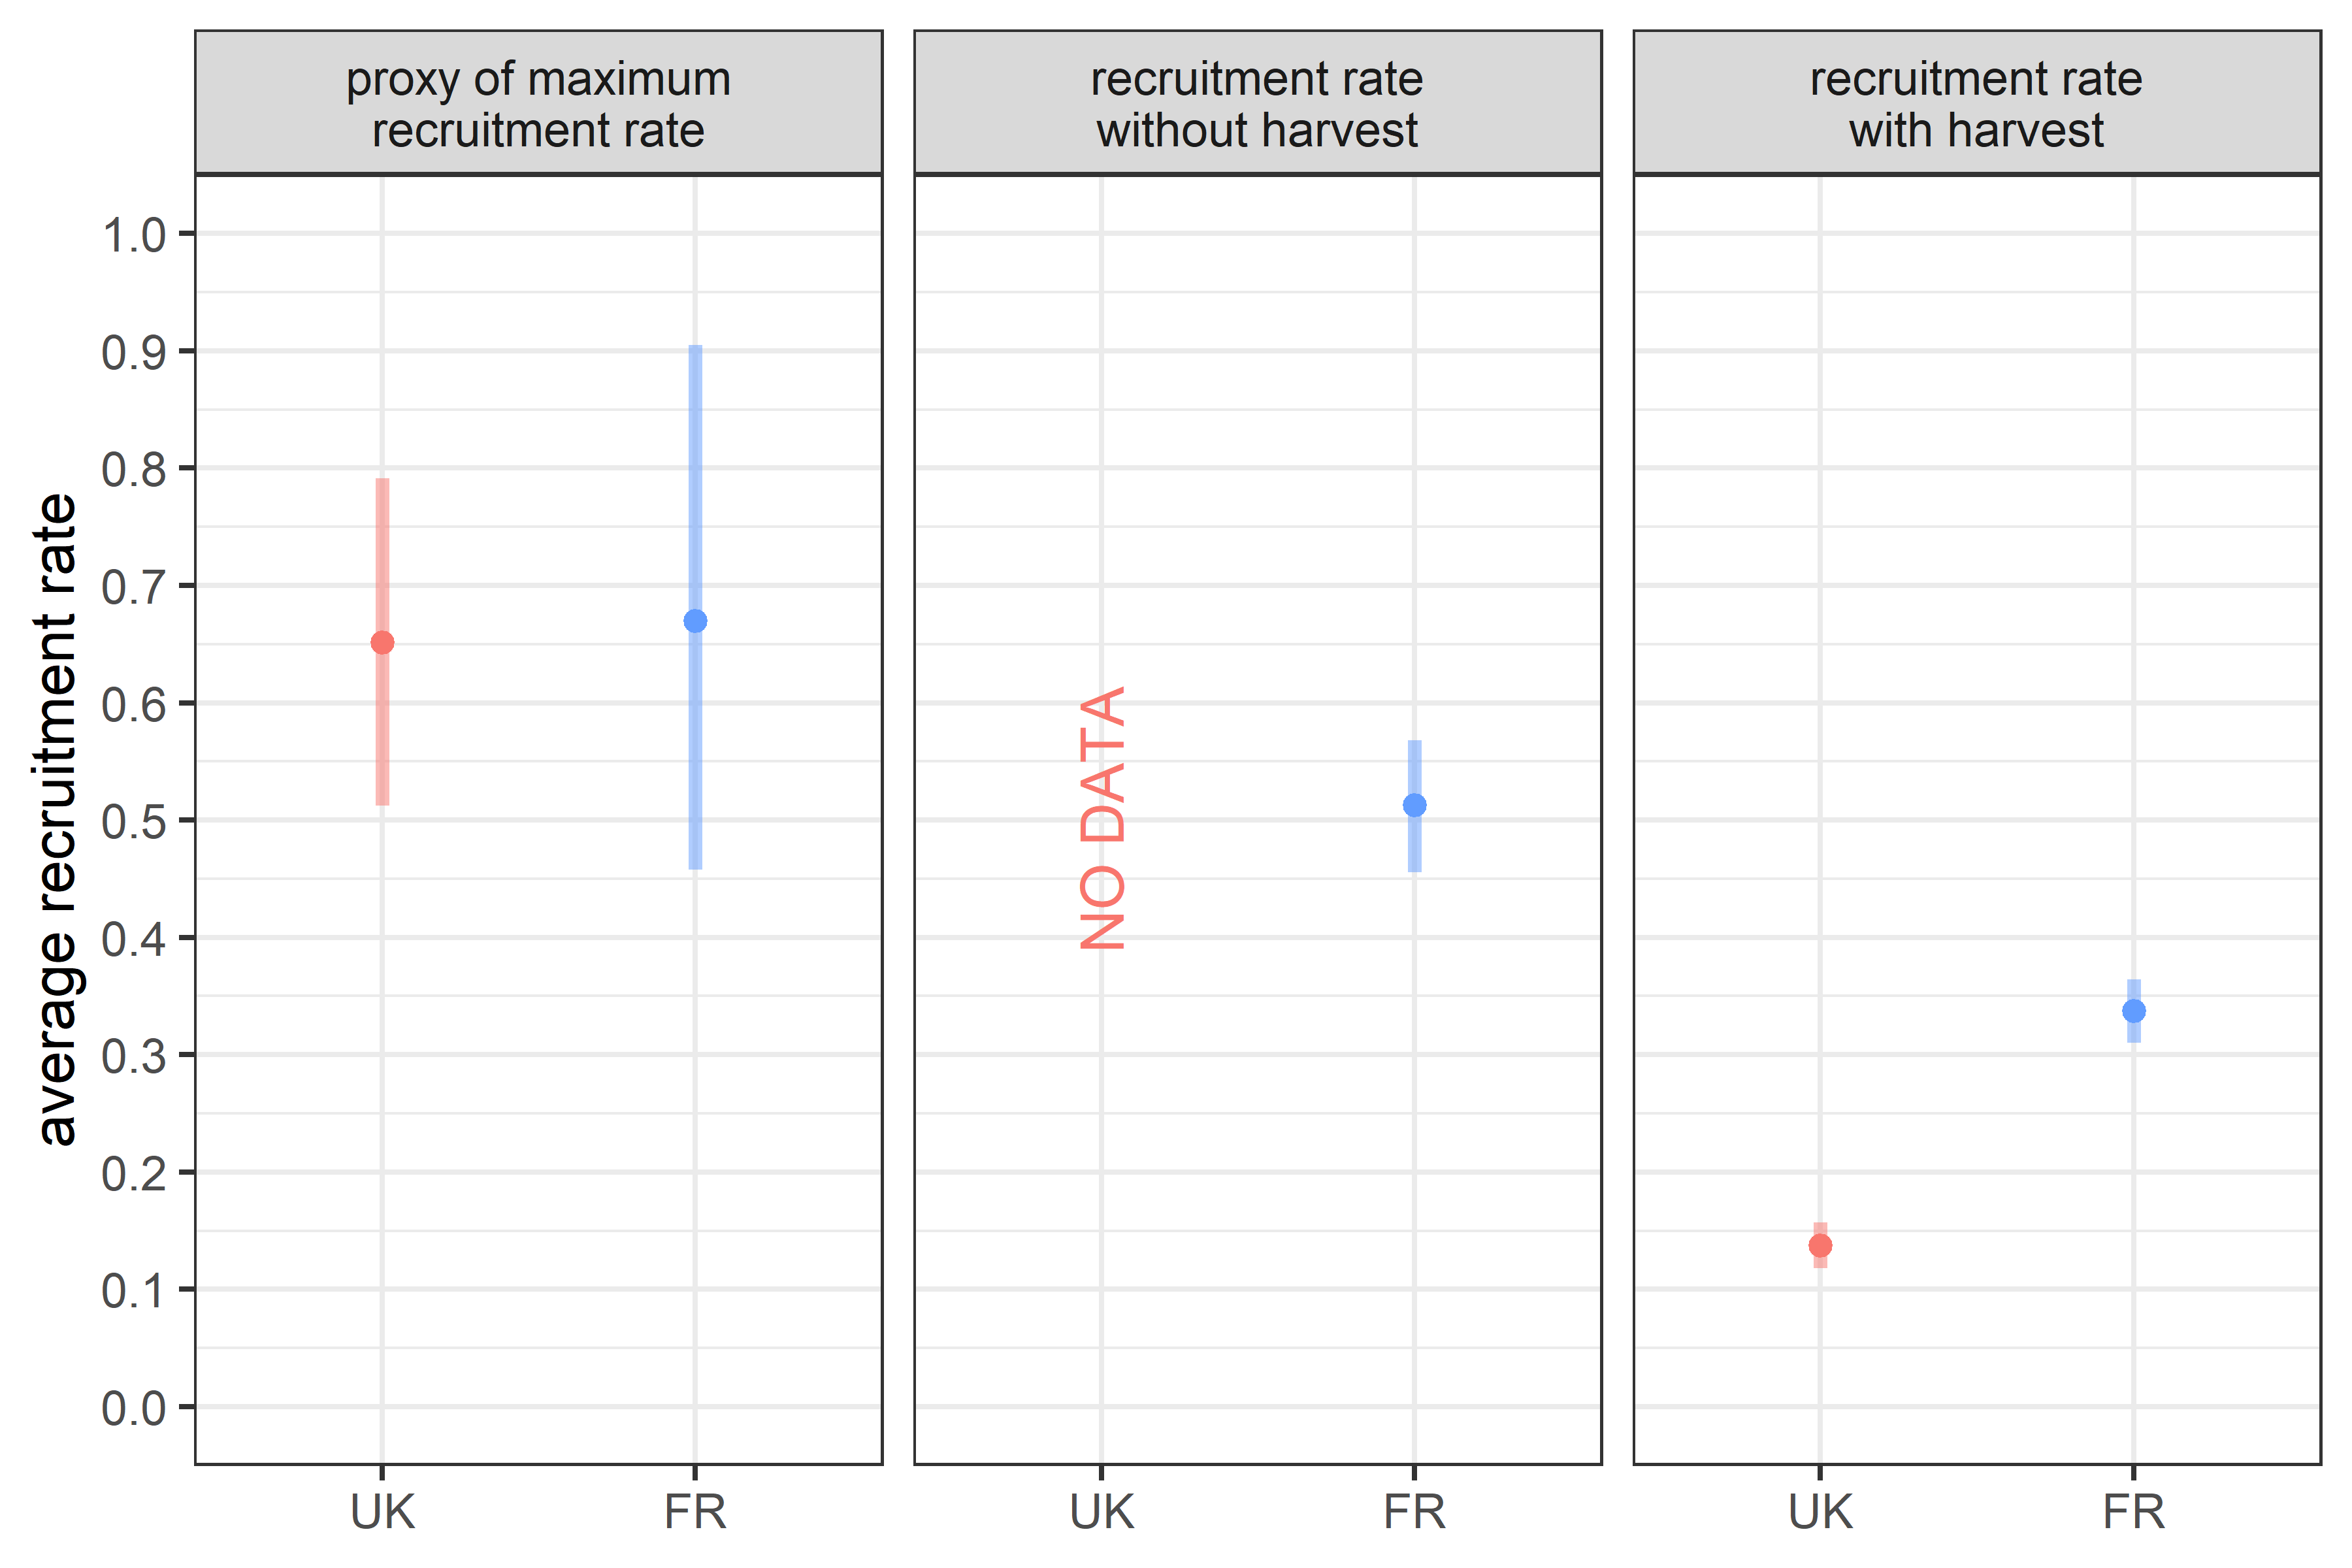 proxy of maximum
recruitment rate
recruitment rate
without harvest
recruitment rate
with harvest
average recruitment rate
1.0
0.9
0.8
0.7
0.6
0.5
0.4
0.3
0.2
0.1
0.0
NO DATA
UK
FR
UK
FR
UK
FR